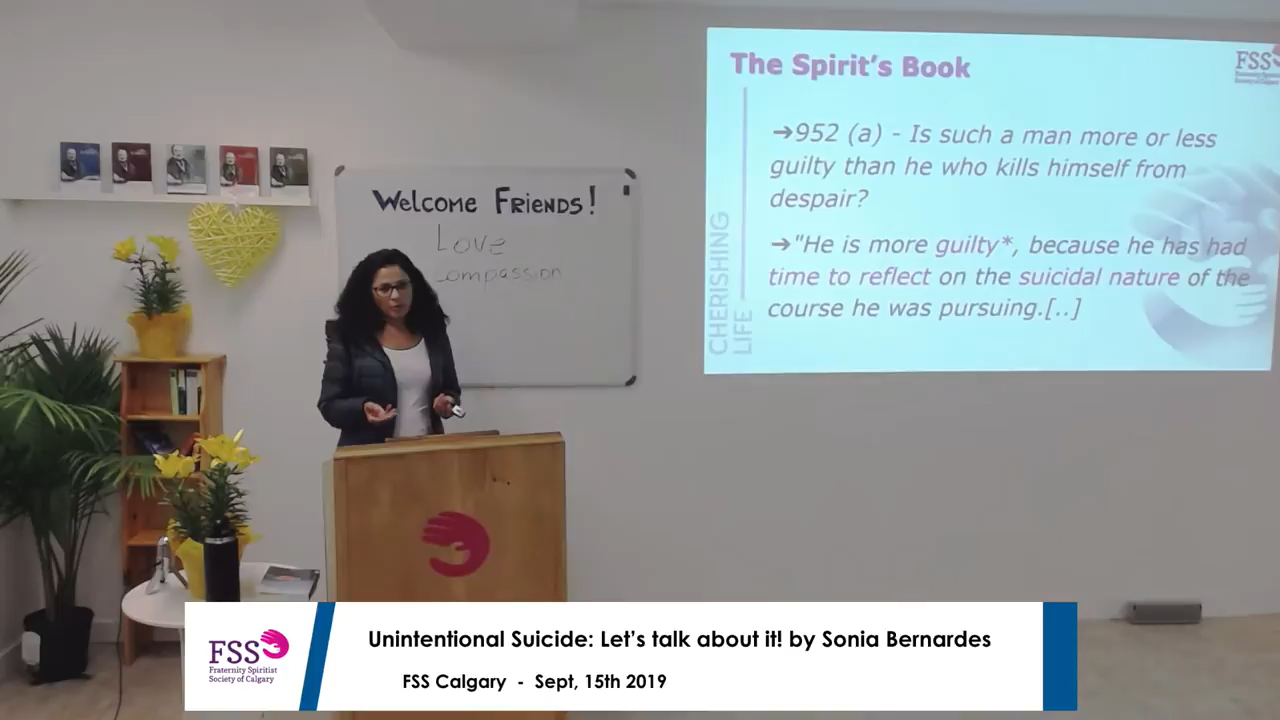 The Spirit's Book
FSS
➔952 (a) - Is such a man more or less
guilty than he who kills himself from
despair?
➔"He is more guilty*, because he has had
time to reflect on the suicidal nature of the
course he was pursuing.[..]
CHERISHING
LIFE
Welcome Friends!
Love
Compassion
FSS
Fraternity Spiritist
Society of Calgary
Unintentional Suicide: Let's talk about it! by Sonia Bernardes
FSS Calgary - Sept, 15th 2019